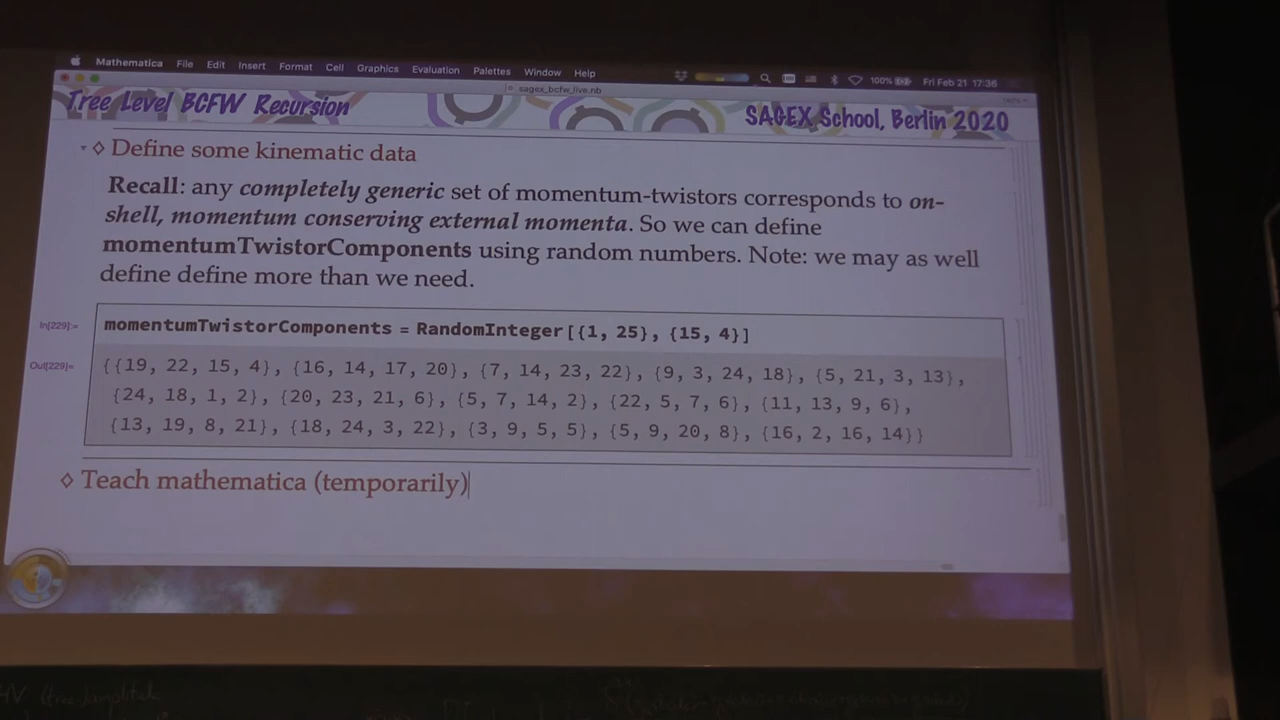 Mathematica File Edit Insert Format Cell Graphics Evaluation Palettes Window Help 100% Fri Feb 21 17:36
sagex_bcfw_live.nb
Tree Level BCFW Recursion SAGEX School, Berlin 2020
Define some kinematic data
Recall: any completely generic set of momentum-twistors corresponds to on-
shell, momentum conserving external momenta. So we can define
momentumTwistorComponents using random numbers. Note: we may as well
define define more than we need.
In[229]:= momentumTwistorComponents = RandomInteger[{1, 25}, {15, 4}]
Out[229]= {{19, 22, 15, 4}, {16, 14, 17, 20}, {7, 14, 23, 22}, {9, 3, 24, 18}, {5, 21, 3, 13},
{24, 18, 1, 2}, {20, 23, 21, 6}, {5, 7, 14, 2}, {22, 5, 7, 6}, {11, 13, 9, 6},
{13, 19, 8, 21}, {18, 24, 3, 22}, {3, 9, 5, 5}, {5, 9, 20, 8}, {16, 2, 16, 14}}
Teach mathematica (temporarily)